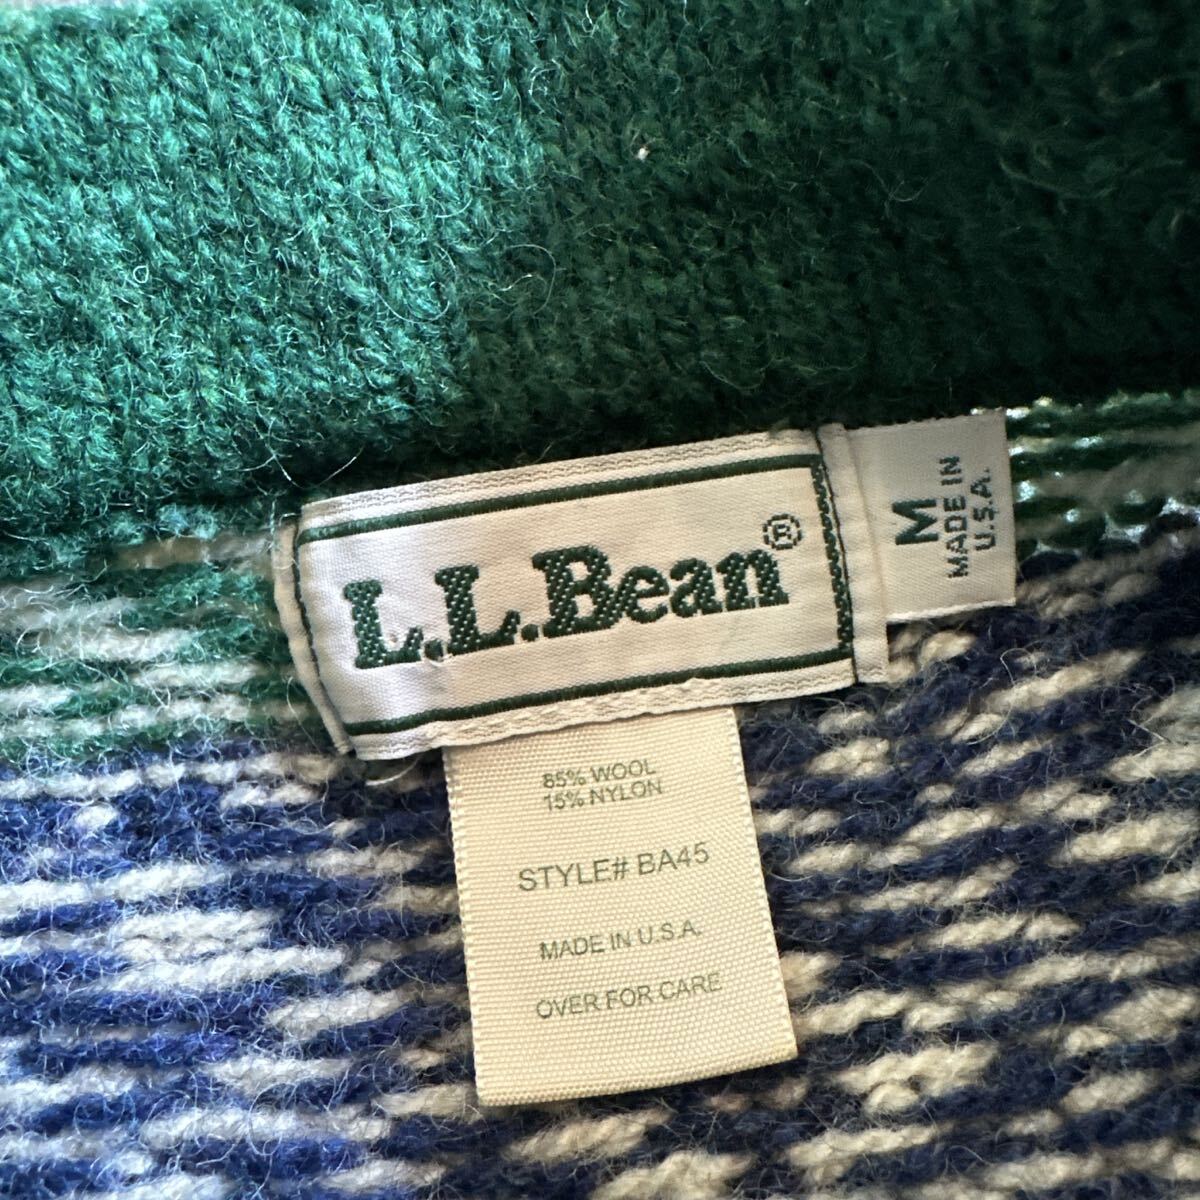 L.L.Bean®
M
MADE IN
U.S.A.
85% WOOL
15% NYLON
STYLE# BA45
MADE IN U.S.A.
OVER FOR CARE